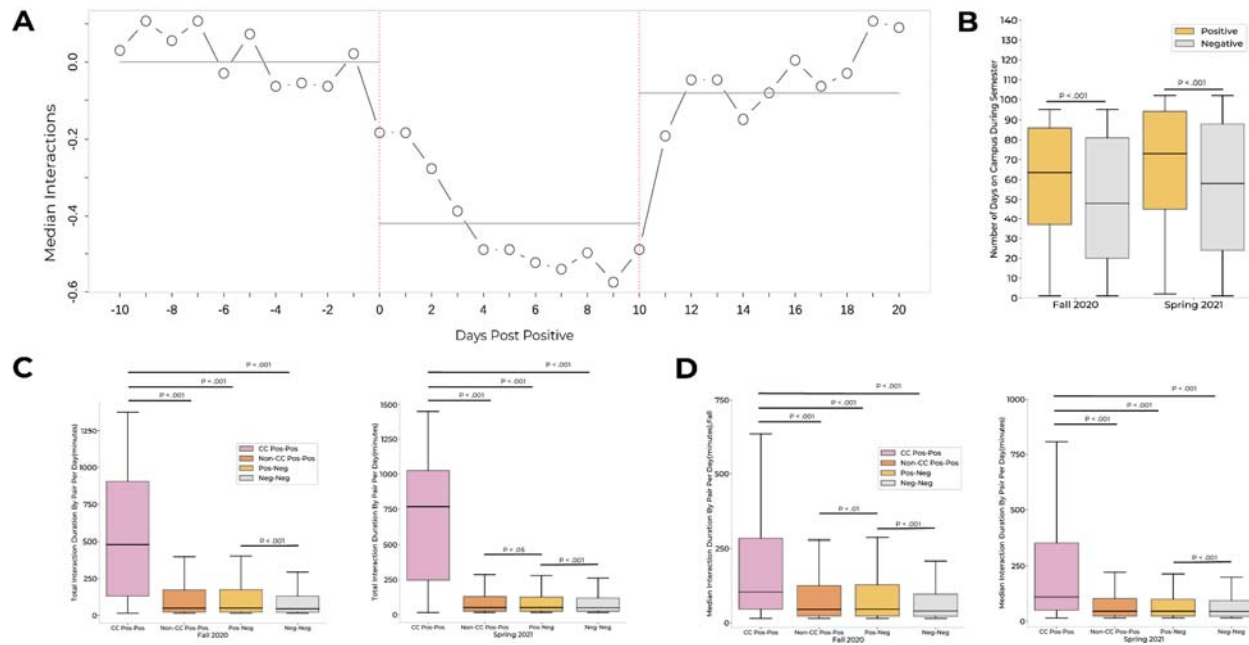 A
Median Interactions
0.0
-0.2
-0.4
-0.6
-10 -8 -6 -4 -2 0 2 4 6 8 10 12 14 16 18 20
Days Post Positive
B
Number of Days on Campus During Semester
140
130
120
110
100
90
80
70
60
50
40
30
20
10
0
Positive
Negative
P < .001
P < .001
Fall 2020 Spring 2021
C
Total Interaction Duration By Pair Per Day(minutes)
1250
1000
750
500
250
0
P < .001
P < .001
P < .001
CC Pos-Pos
Non-CC Pos-Pos
Pos-Neg
Neg-Neg
P < .001
CC Pos-Pos Non-CC Pos-Pos Pos-Neg Neg-Neg
Fall 2020
Total Interaction Duration By Pair Per Day(minutes)
1500
1250
1000
750
500
250
0
P < .001
P < .001
P < .001
P < .05
P < .001
CC Pos-Pos Non-CC Pos-Pos Pos-Neg Neg-Neg
Spring 2021
D
Median Interaction Duration By Pair Per Day(minutes),Fall
750
500
250
0
P < .001
P < .001
P < .001
CC Pos-Pos
Non-CC Pos-Pos
Pos-Neg
Neg-Neg
P < .01
P < .001
CC Pos-Pos Non-CC Pos-Pos Pos-Neg Neg-Neg
Fall 2020
Median Interaction Duration By Pair Per Day(minutes)
1000
750
500
250
0
P < .001
P < .001
P < .001
P < .001
CC Pos-Pos Non-CC Pos-Pos Pos-Neg Neg-Neg
Spring 2021